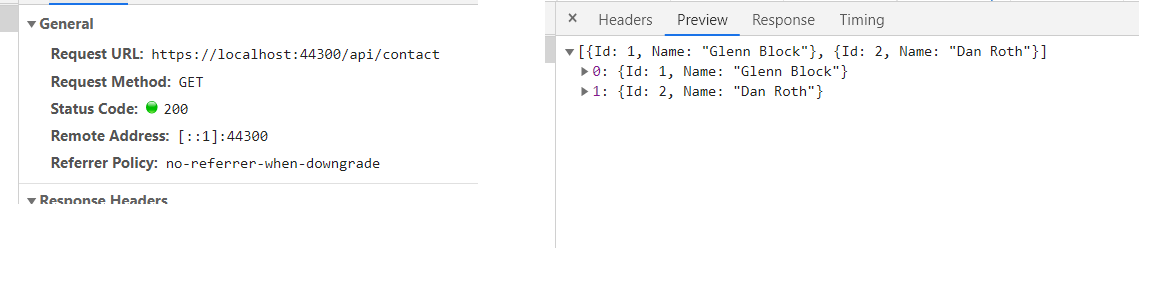 General
Request URL: https://localhost:44300/api/contact
Request Method: GET
Status Code: 200
Remote Address: [::1]:44300
Referrer Policy: no-referrer-when-downgrade
Response Headers
× Headers Preview Response Timing
[{Id: 1, Name: "Glenn Block"}, {Id: 2, Name: "Dan Roth"}]
0: {Id: 1, Name: "Glenn Block"}
1: {Id: 2, Name: "Dan Roth"}